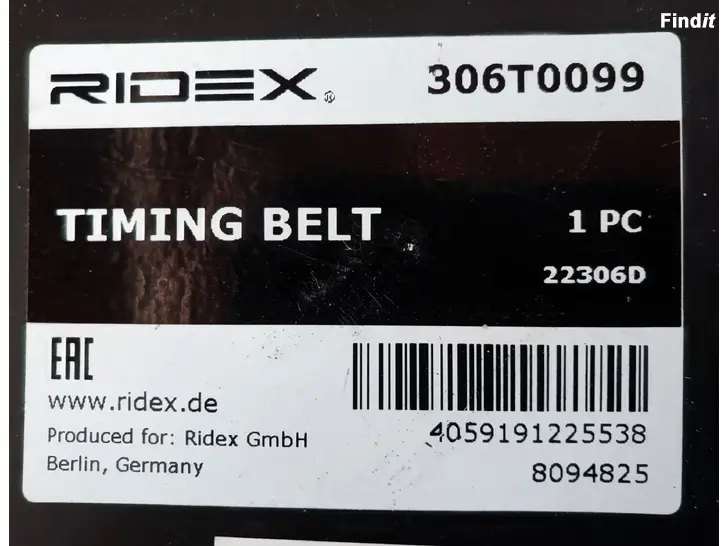 Findit
RIDEX® 306T0099
TIMING BELT 1 PC
22306D
EAC
www.ridex.de
Produced for: Ridex GmbH
Berlin, Germany
4059191225538
8094825